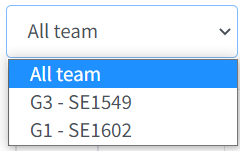 All team
All team
G3 - SE1549
G1 - SE1602